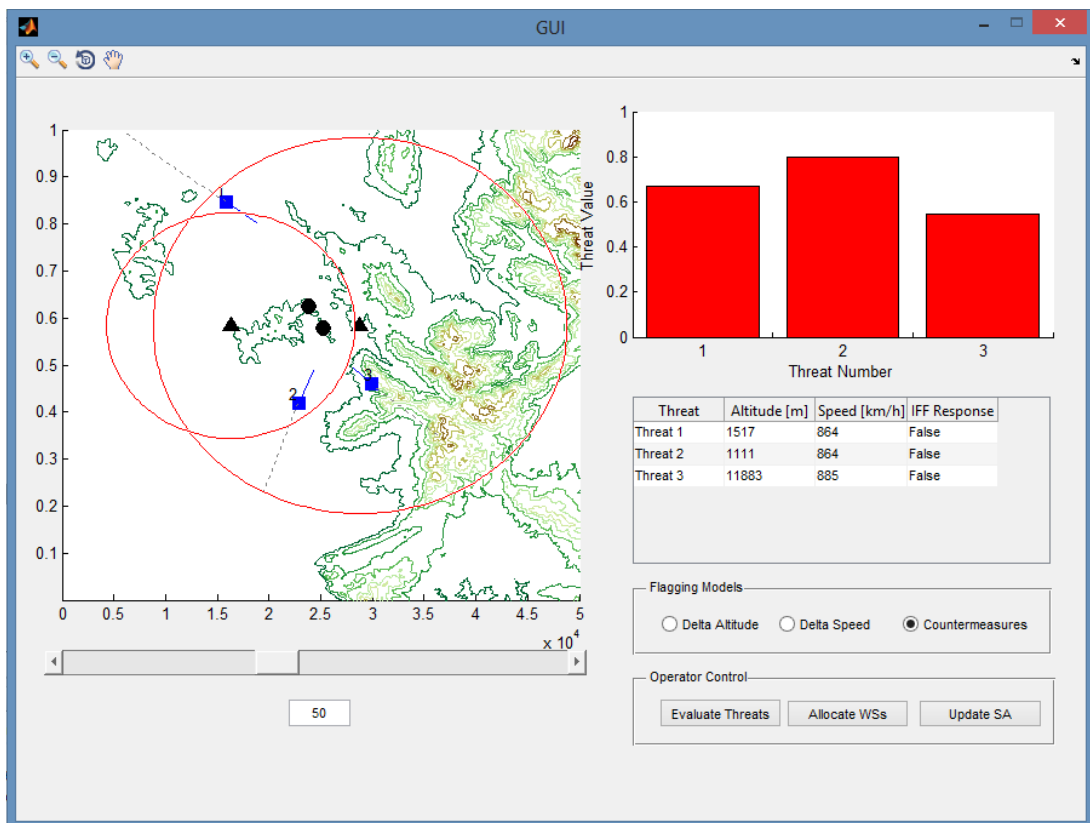 GUI
1
0.9
0.8
0.7
0.6
0.5
0.4
0.3
0.2
0.1
0 0.5 1 1.5 2 2.5 3 3.5 4 4.5 5
x 10^4
1
2
3
50
1
0.8
0.6
0.4
0.2
0
Threat Value
1 2 3
Threat Number
Threat Altitude [m] Speed [km/h] IFF Response
Threat 1 1517 864 False
Threat 2 1111 864 False
Threat 3 11883 885 False
Flagging Models
Delta Altitude Delta Speed Countermeasures
Operator Control
Evaluate Threats Allocate WSs Update SA